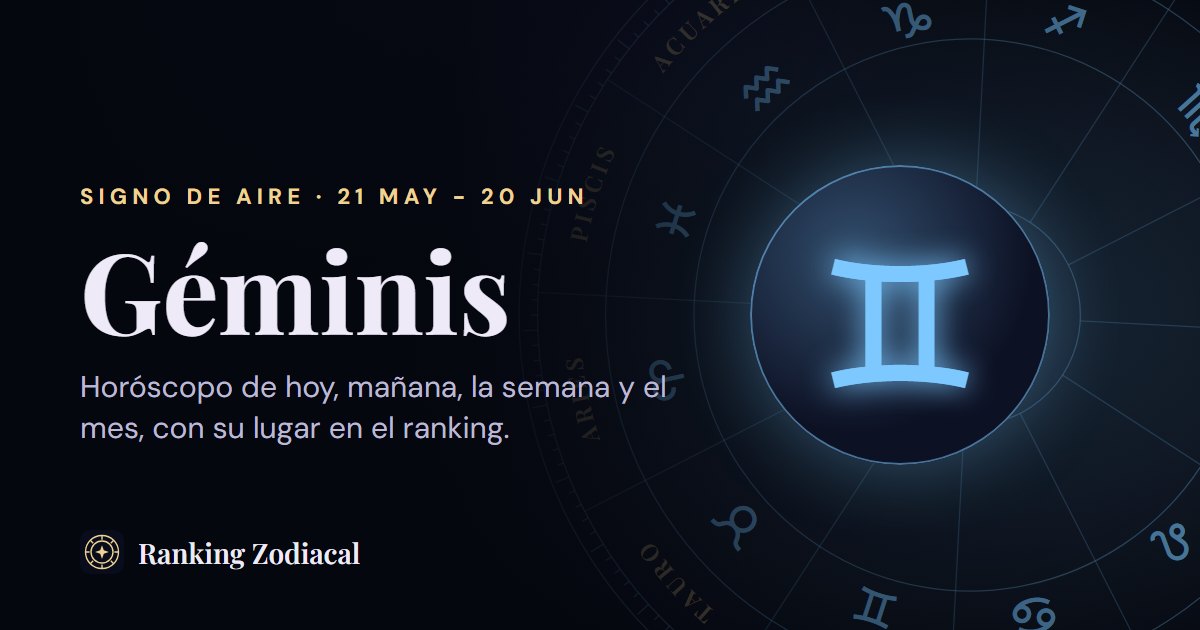 ACUAR
PISCIS
SIGNO DE AIRE · 21 MAY – 20 JUN
Géminis
Horóscopo de hoy, mañana, la semana y el
mes, con su lugar en el ranking.
ARIES
TAURO
Ranking Zodiacal